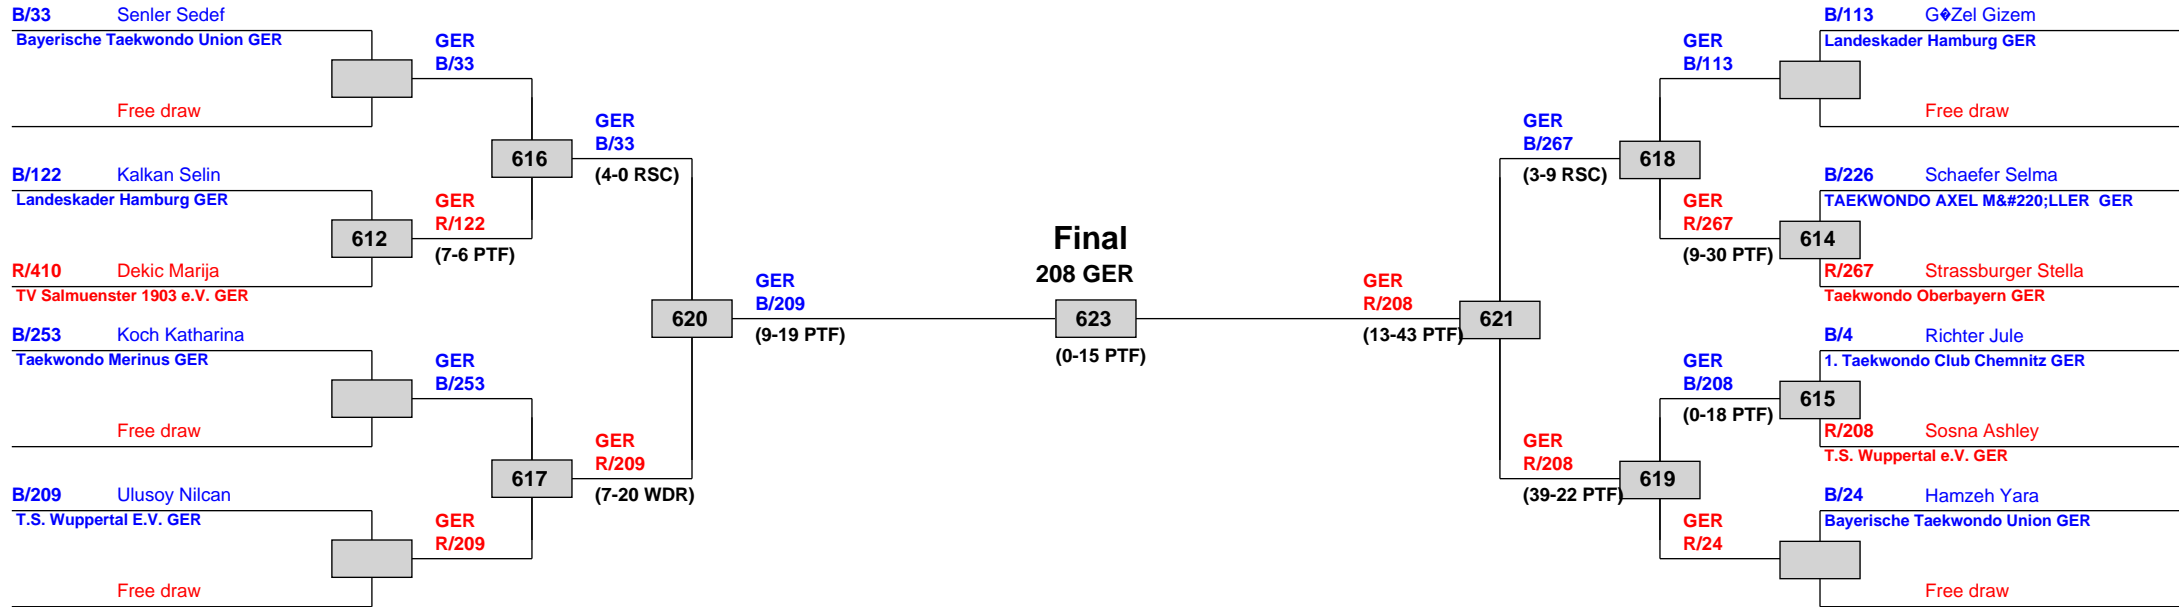 B/33 Senler Sedef
Bayerische Taekwondo Union GER
Free draw
B/122 Kalkan Selin
Landeskader Hamburg GER
R/410 Dekic Marija
TV Salmuenster 1903 e.V. GER
B/253 Koch Katharina
Taekwondo Merinus GER
Free draw
B/209 Ulusoy Nilcan
T.S. Wuppertal E.V. GER
Free draw
GER
B/33
612
GER
R/122
(7-6 PTF)
GER
B/253
GER
R/209
616
GER
B/33
(4-0 RSC)
617
GER
R/209
(7-20 WDR)
620
GER
B/209
(9-19 PTF)
Final
208 GER
623
(0-15 PTF)
GER
R/208
(13-43 PTF)
621
GER
B/267
(3-9 RSC)
618
GER
R/208
(39-22 PTF)
619
GER
B/113
GER
R/267
(9-30 PTF)
614
GER
B/208
(0-18 PTF)
615
GER
R/24
B/113 G�Zel Gizem
Landeskader Hamburg GER
Free draw
B/226 Schaefer Selma
TAEKWONDO AXEL M&#220;LLER GER
R/267 Strassburger Stella
Taekwondo Oberbayern GER
B/4 Richter Jule
1. Taekwondo Club Chemnitz GER
R/208 Sosna Ashley
T.S. Wuppertal e.V. GER
B/24 Hamzeh Yara
Bayerische Taekwondo Union GER
Free draw